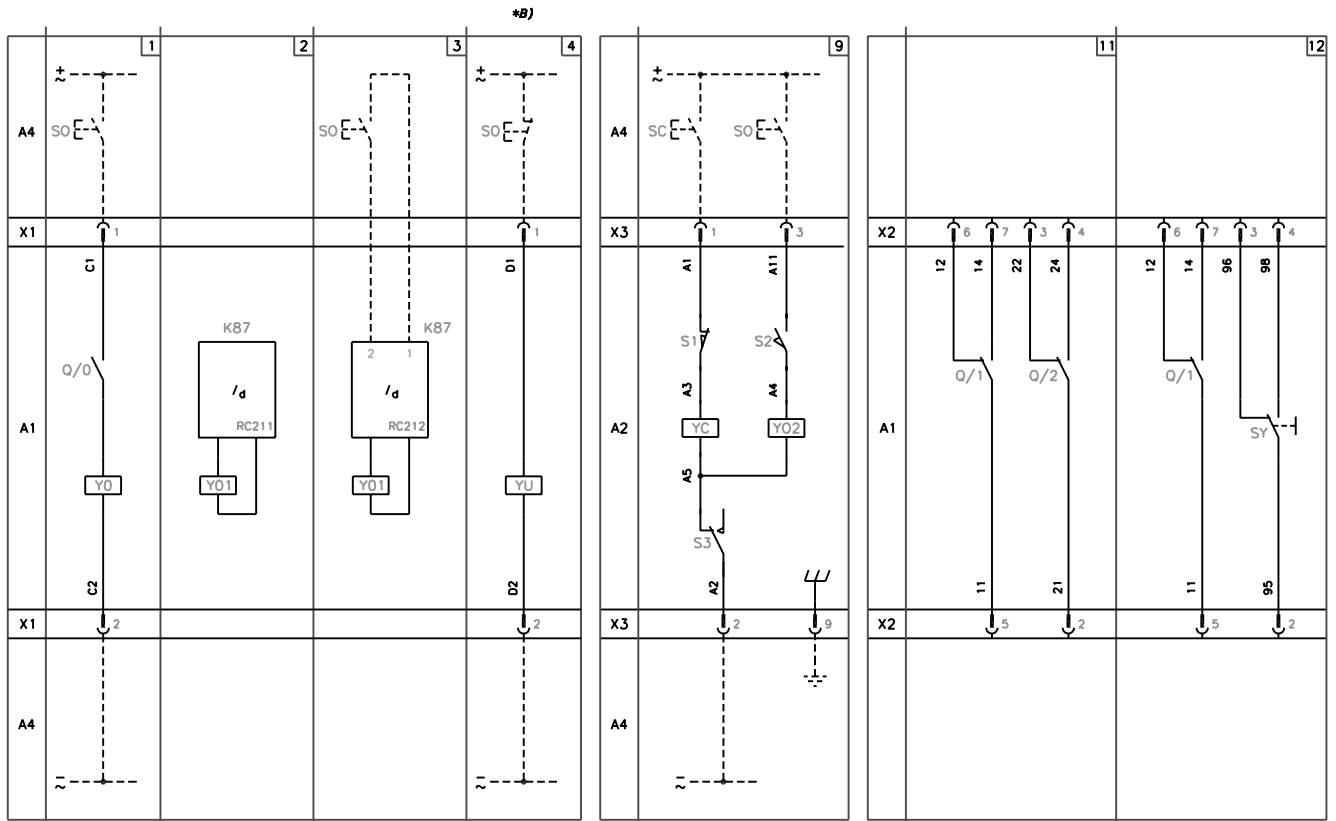 *B)
1 2 3 4 9 11 12
+ ~ + ~ + ~
A4 SO SO SO A4 SC SO
X1 1 1 X3 1 3 X2 6 7 3 4 6 7 3 4
C1 D1 A1 A11 12 14 22 24 12 14 96 98
K87 K87
S1 S2
2 1
Q/0 Q/1 Q/2 Q/1
/d /d A3 A4
RC211 RC212
A1 A2 YC YO2 A1 SY
A5
YO YO1 YO1 YU
S3
C2 D2 A2 11 21 11 95
X1 2 2 X3 2 9 X2 5 2 5 2
A4 A4
- ~ - ~ - ~